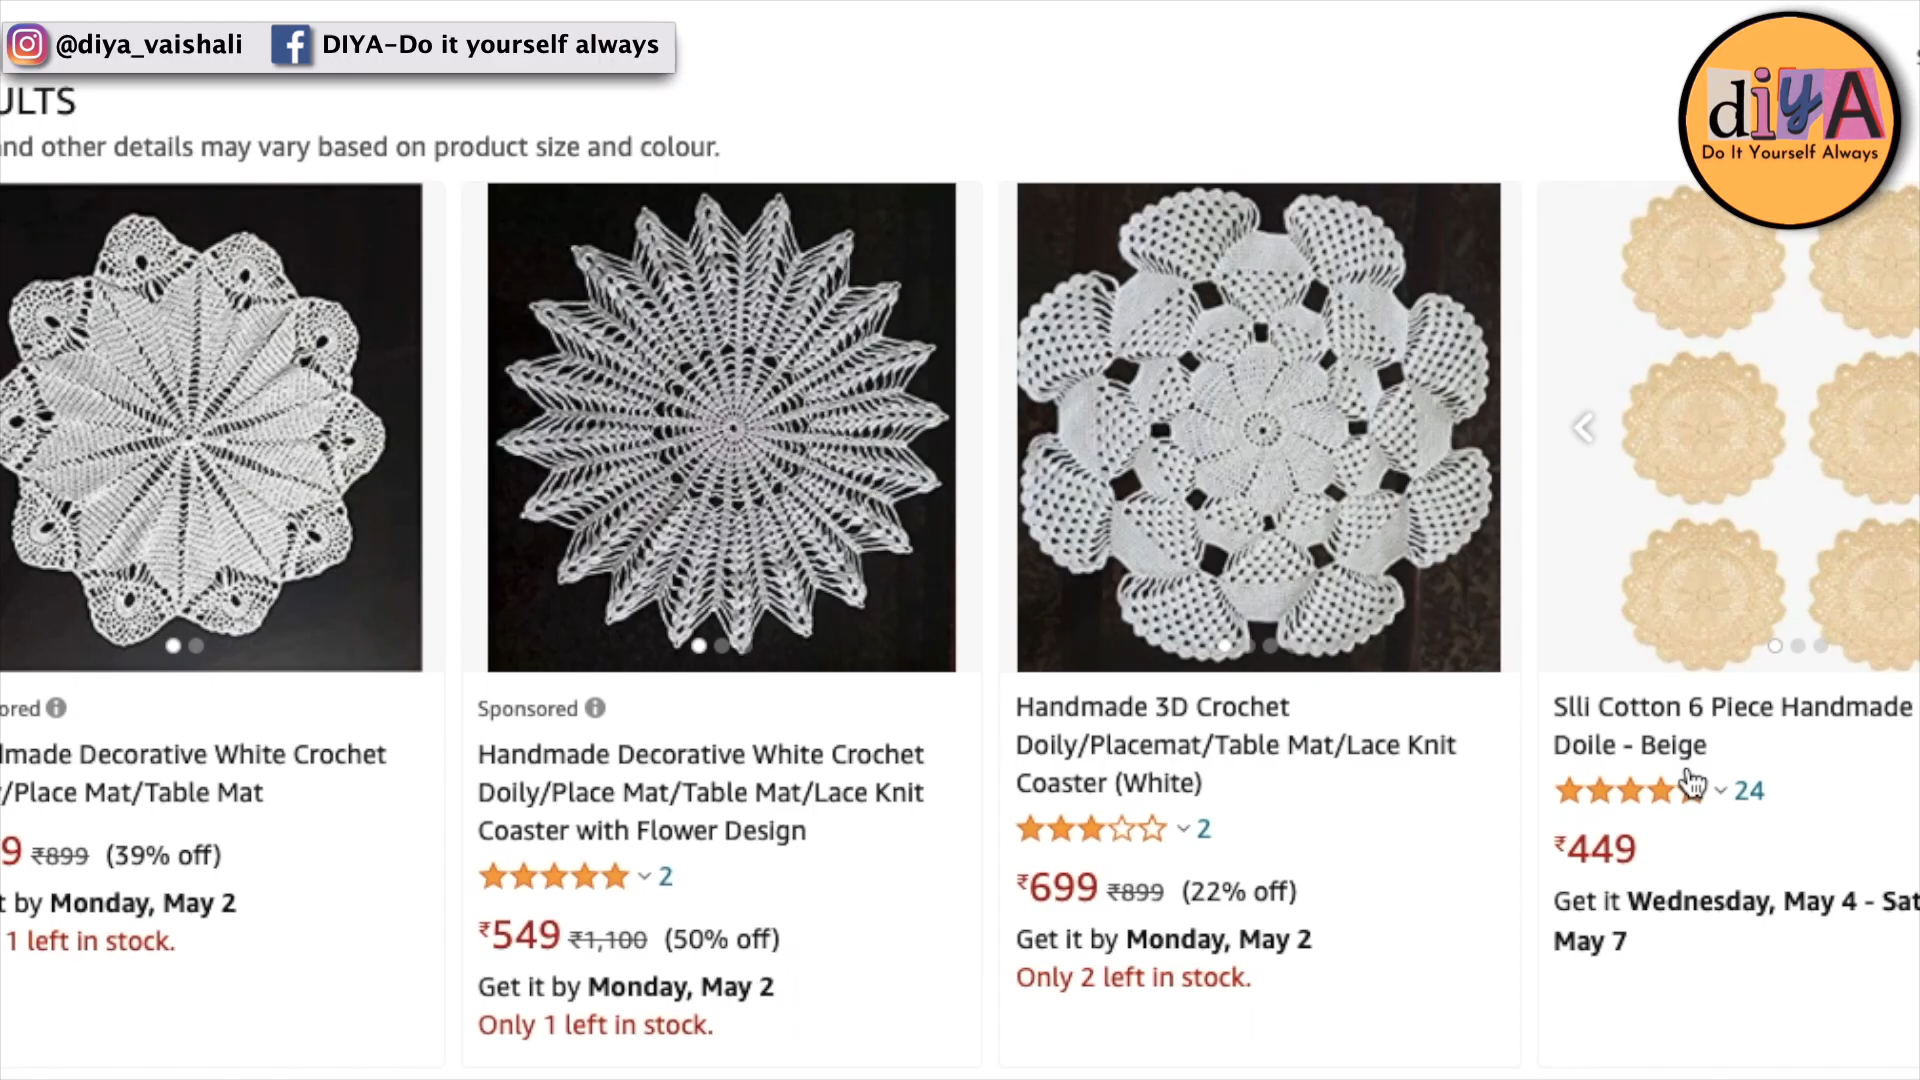 @diya_vaishali DIYA-Do it yourself always
diyA
Do It Yourself Always
ULTS
and other details may vary based on product size and colour.
ored
Sponsored
dmade Decorative White Crochet
y/Place Mat/Table Mat
9 ₹899 (39% off)
t by Monday, May 2
1 left in stock.
Handmade Decorative White Crochet
Doily/Place Mat/Table Mat/Lace Knit
Coaster with Flower Design
2
₹549 ₹1,100 (50% off)
Get it by Monday, May 2
Only 1 left in stock.
Handmade 3D Crochet
Doily/Placemat/Table Mat/Lace Knit
Coaster (White)
2
₹699 ₹899 (22% off)
Get it by Monday, May 2
Only 2 left in stock.
Slli Cotton 6 Piece Handmade
Doile - Beige
24
₹449
Get it Wednesday, May 4 - Sat
May 7